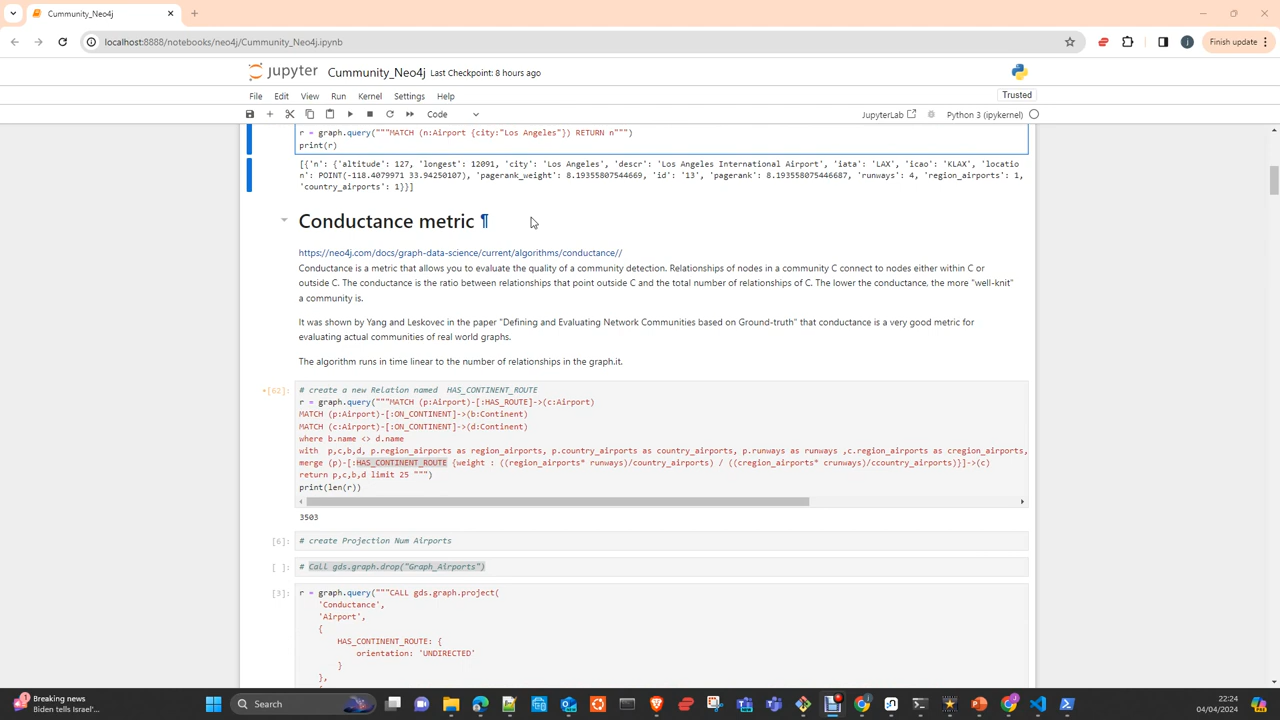 Cummunity_Neo4j
localhost:8888/notebooks/neo4j/Cummunity_Neo4j.ipynb
j
Finish update
jupyter Cummunity_Neo4j Last Checkpoint: 8 hours ago
File Edit View Run Kernel Settings Help
Trusted
Code
JupyterLab
Python 3 (ipykernel)
r = graph.query("""MATCH (n:Airport {city:"Los Angeles"}) RETURN n""")
print(r)
[{'n': {'altitude': 127, 'longest': 12091, 'city': 'Los Angeles', 'descr': 'Los Angeles International Airport', 'iata': 'LAX', 'icao': 'KLAX', 'locatio
n': POINT(-118.4079971 33.94250107), 'pagerank_weight': 8.19355807544669, 'id': '13', 'pagerank': 8.193558075446687, 'runways': 4, 'region_airports': 1,
'country_airports': 1}}]
Conductance metric ¶
https://neo4j.com/docs/graph-data-science/current/algorithms/conductance//
Conductance is a metric that allows you to evaluate the quality of a community detection. Relationships of nodes in a community C connect to nodes either within C or
outside C. The conductance is the ratio between relationships that point outside C and the total number of relationships of C. The lower the conductance, the more "well-knit"
a community is.
It was shown by Yang and Leskovec in the paper "Defining and Evaluating Network Communities based on Ground-truth" that conductance is a very good metric for
evaluating actual communities of real world graphs.
The algorithm runs in time linear to the number of relationships in the graph.it.
[62]:
# create a new Relation named  HAS_CONTINENT_ROUTE
r = graph.query("""MATCH (p:Airport)-[:HAS_ROUTE]->(c:Airport)
MATCH (p:Airport)-[:ON_CONTINENT]->(b:Continent)
MATCH (c:Airport)-[:ON_CONTINENT]->(d:Continent)
where b.name <> d.name
with  p,c,b,d, p.region_airports as region_airports, p.country_airports as country_airports, p.runways as runways ,c.region_airports as cregion_airports,
merge (p)-[:HAS_CONTINENT_ROUTE {weight : ((region_airports* runways)/country_airports) / ((cregion_airports* crunways)/ccountry_airports)}]->(c)
return p,c,b,d limit 25 """)
print(len(r))
3503
[6]: # create Projection Num Airports
[ ]: # Call gds.graph.drop("Graph_Airports")
[3]: r = graph.query("""CALL gds.graph.project(
'Conductance',
'Airport',
{
HAS_CONTINENT_ROUTE: {
orientation: 'UNDIRECTED'
}
},
Breaking news
Biden tells Israel'...
Search
22:24
04/04/2024